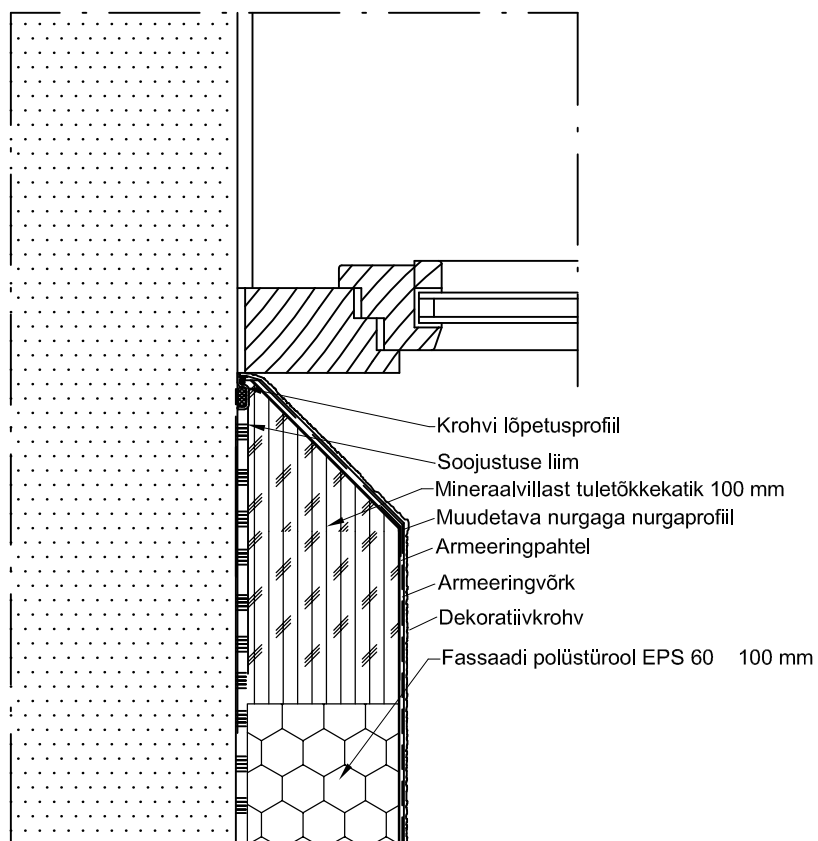 Krohvi lõpetusprofiil
Soojustuse liim
Mineraalvillast tuletõkkekatik 100 mm
Muudetava nurgaga nurgaprofiil
Armeeringpahtel
Armeeringvõrk
Dekoratiivkrohv
Fassaadi polüstürool EPS 60 100 mm